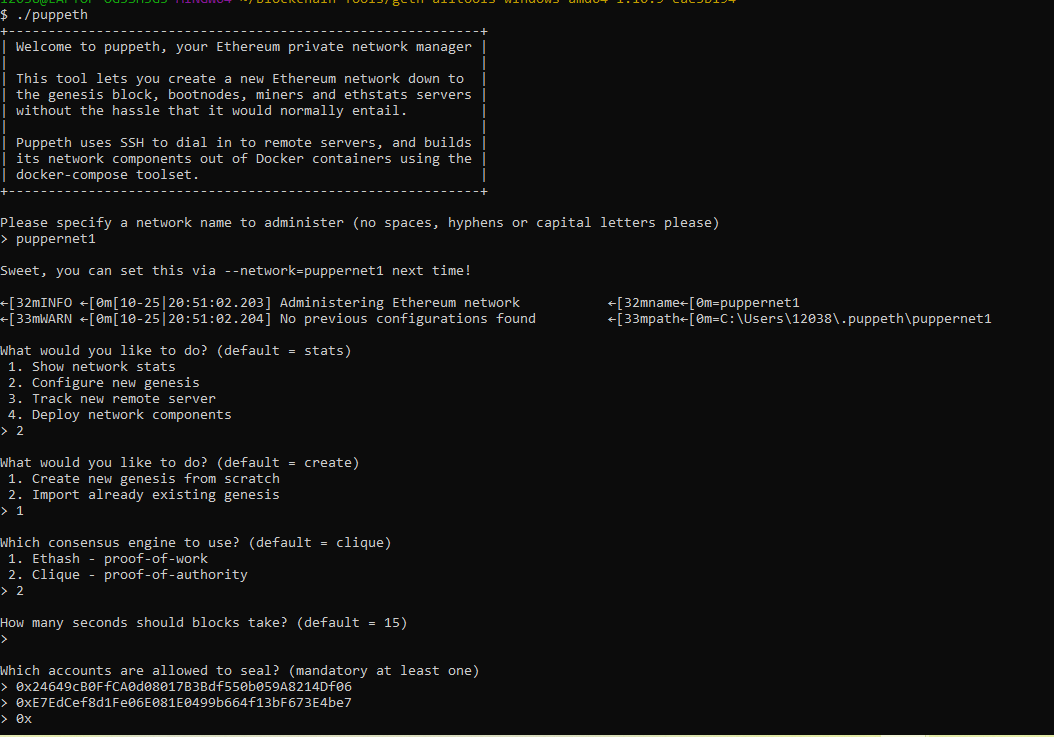 $ ./puppeth
+-----------------------------------------------------------+
| Welcome to puppeth, your Ethereum private network manager |
|                                                           |
| This tool lets you create a new Ethereum network down to  |
| the genesis block, bootnodes, miners and ethstats servers |
| without the hassle that it would normally entail.         |
|                                                           |
| Puppeth uses SSH to dial in to remote servers, and builds |
| its network components out of Docker containers using the |
| docker-compose toolset.                                   |
+-----------------------------------------------------------+
Please specify a network name to administer (no spaces, hyphens or capital letters please)
> puppernet1
Sweet, you can set this via --network=puppernet1 next time!
←[32mINFO ←[0m[10-25|20:51:02.203] Administering Ethereum network           ←[32mname←[0m=puppernet1
←[33mWARN ←[0m[10-25|20:51:02.204] No previous configurations found         ←[33mpath←[0m=C:\Users\12038\.puppeth\puppernet1
What would you like to do? (default = stats)
 1. Show network stats
 2. Configure new genesis
 3. Track new remote server
 4. Deploy network components
> 2
What would you like to do? (default = create)
 1. Create new genesis from scratch
 2. Import already existing genesis
> 1
Which consensus engine to use? (default = clique)
 1. Ethash - proof-of-work
 2. Clique - proof-of-authority
> 2
How many seconds should blocks take? (default = 15)
>
Which accounts are allowed to seal? (mandatory at least one)
> 0x24649cB0FfCA0d08017B3Bdf550b059A8214Df06
> 0xE7EdCef8d1Fe06E081E0499b664f13bF673E4be7
> 0x